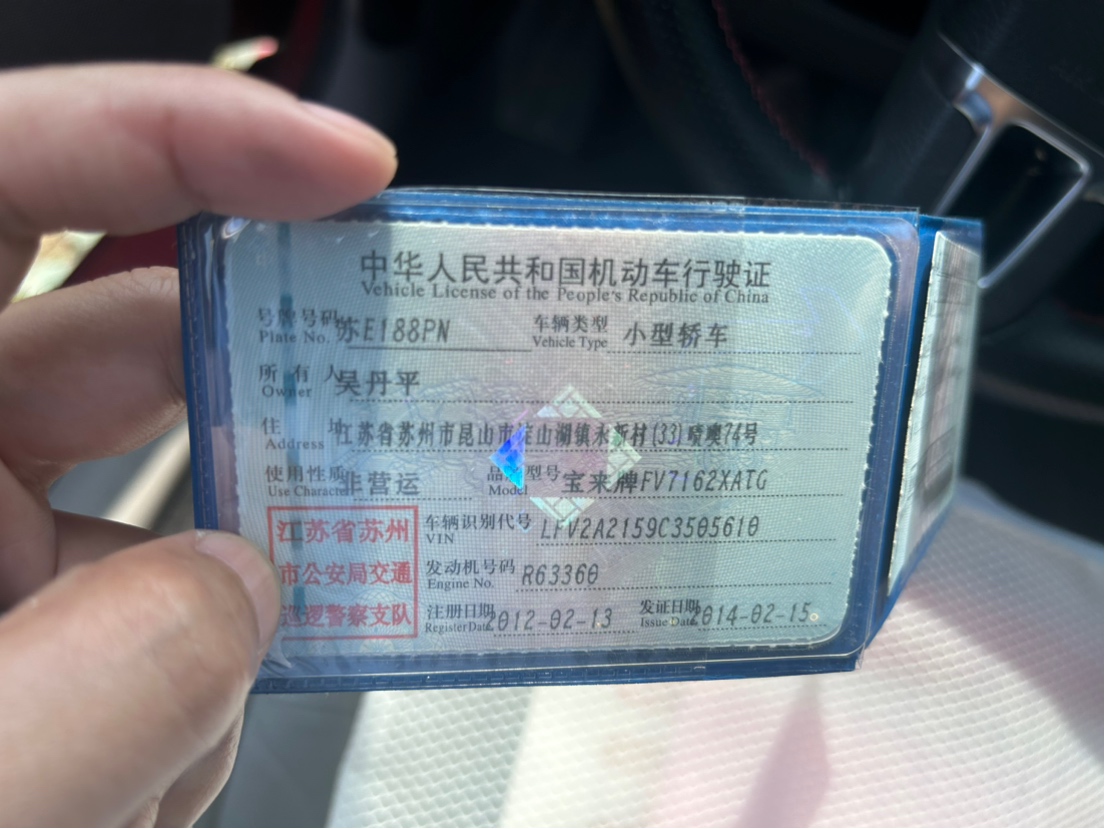 中华人民共和国机动车行驶证
Vehicle License of the People's Republic of China
号牌号码 苏E188PN 车辆类型 小型轿车
Plate No. Vehicle Type
所有人 吴丹平
Owner
住址 江苏省苏州市昆山市淀山湖镇永新村(33)喷澳74号
Address
使用性质 非营运 品牌型号 宝来牌FV7162XATG
Use Character Model
江苏省苏州
市公安局交通
巡逻警察支队
车辆识别代号 LFV2A2159C3505610
VIN
发动机号码 R63360
Engine No.
注册日期 2012-02-13 发证日期 2014-02-15
Register Date Issue Date